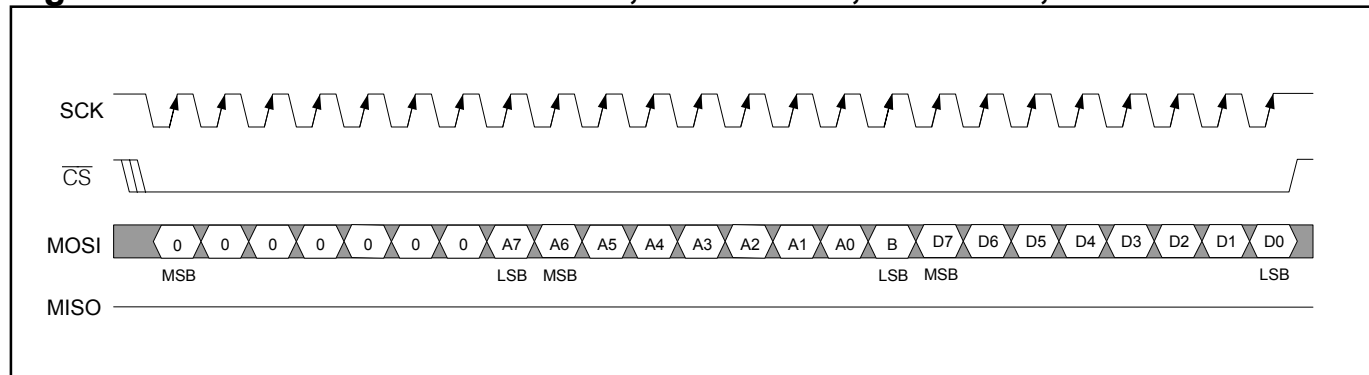 SCK
CS
MOSI 0 0 0 0 0 0 0 A7 A6 A5 A4 A3 A2 A1 A0 B D7 D6 D5 D4 D3 D2 D1 D0
MSB LSB MSB LSB MSB LSB
MISO